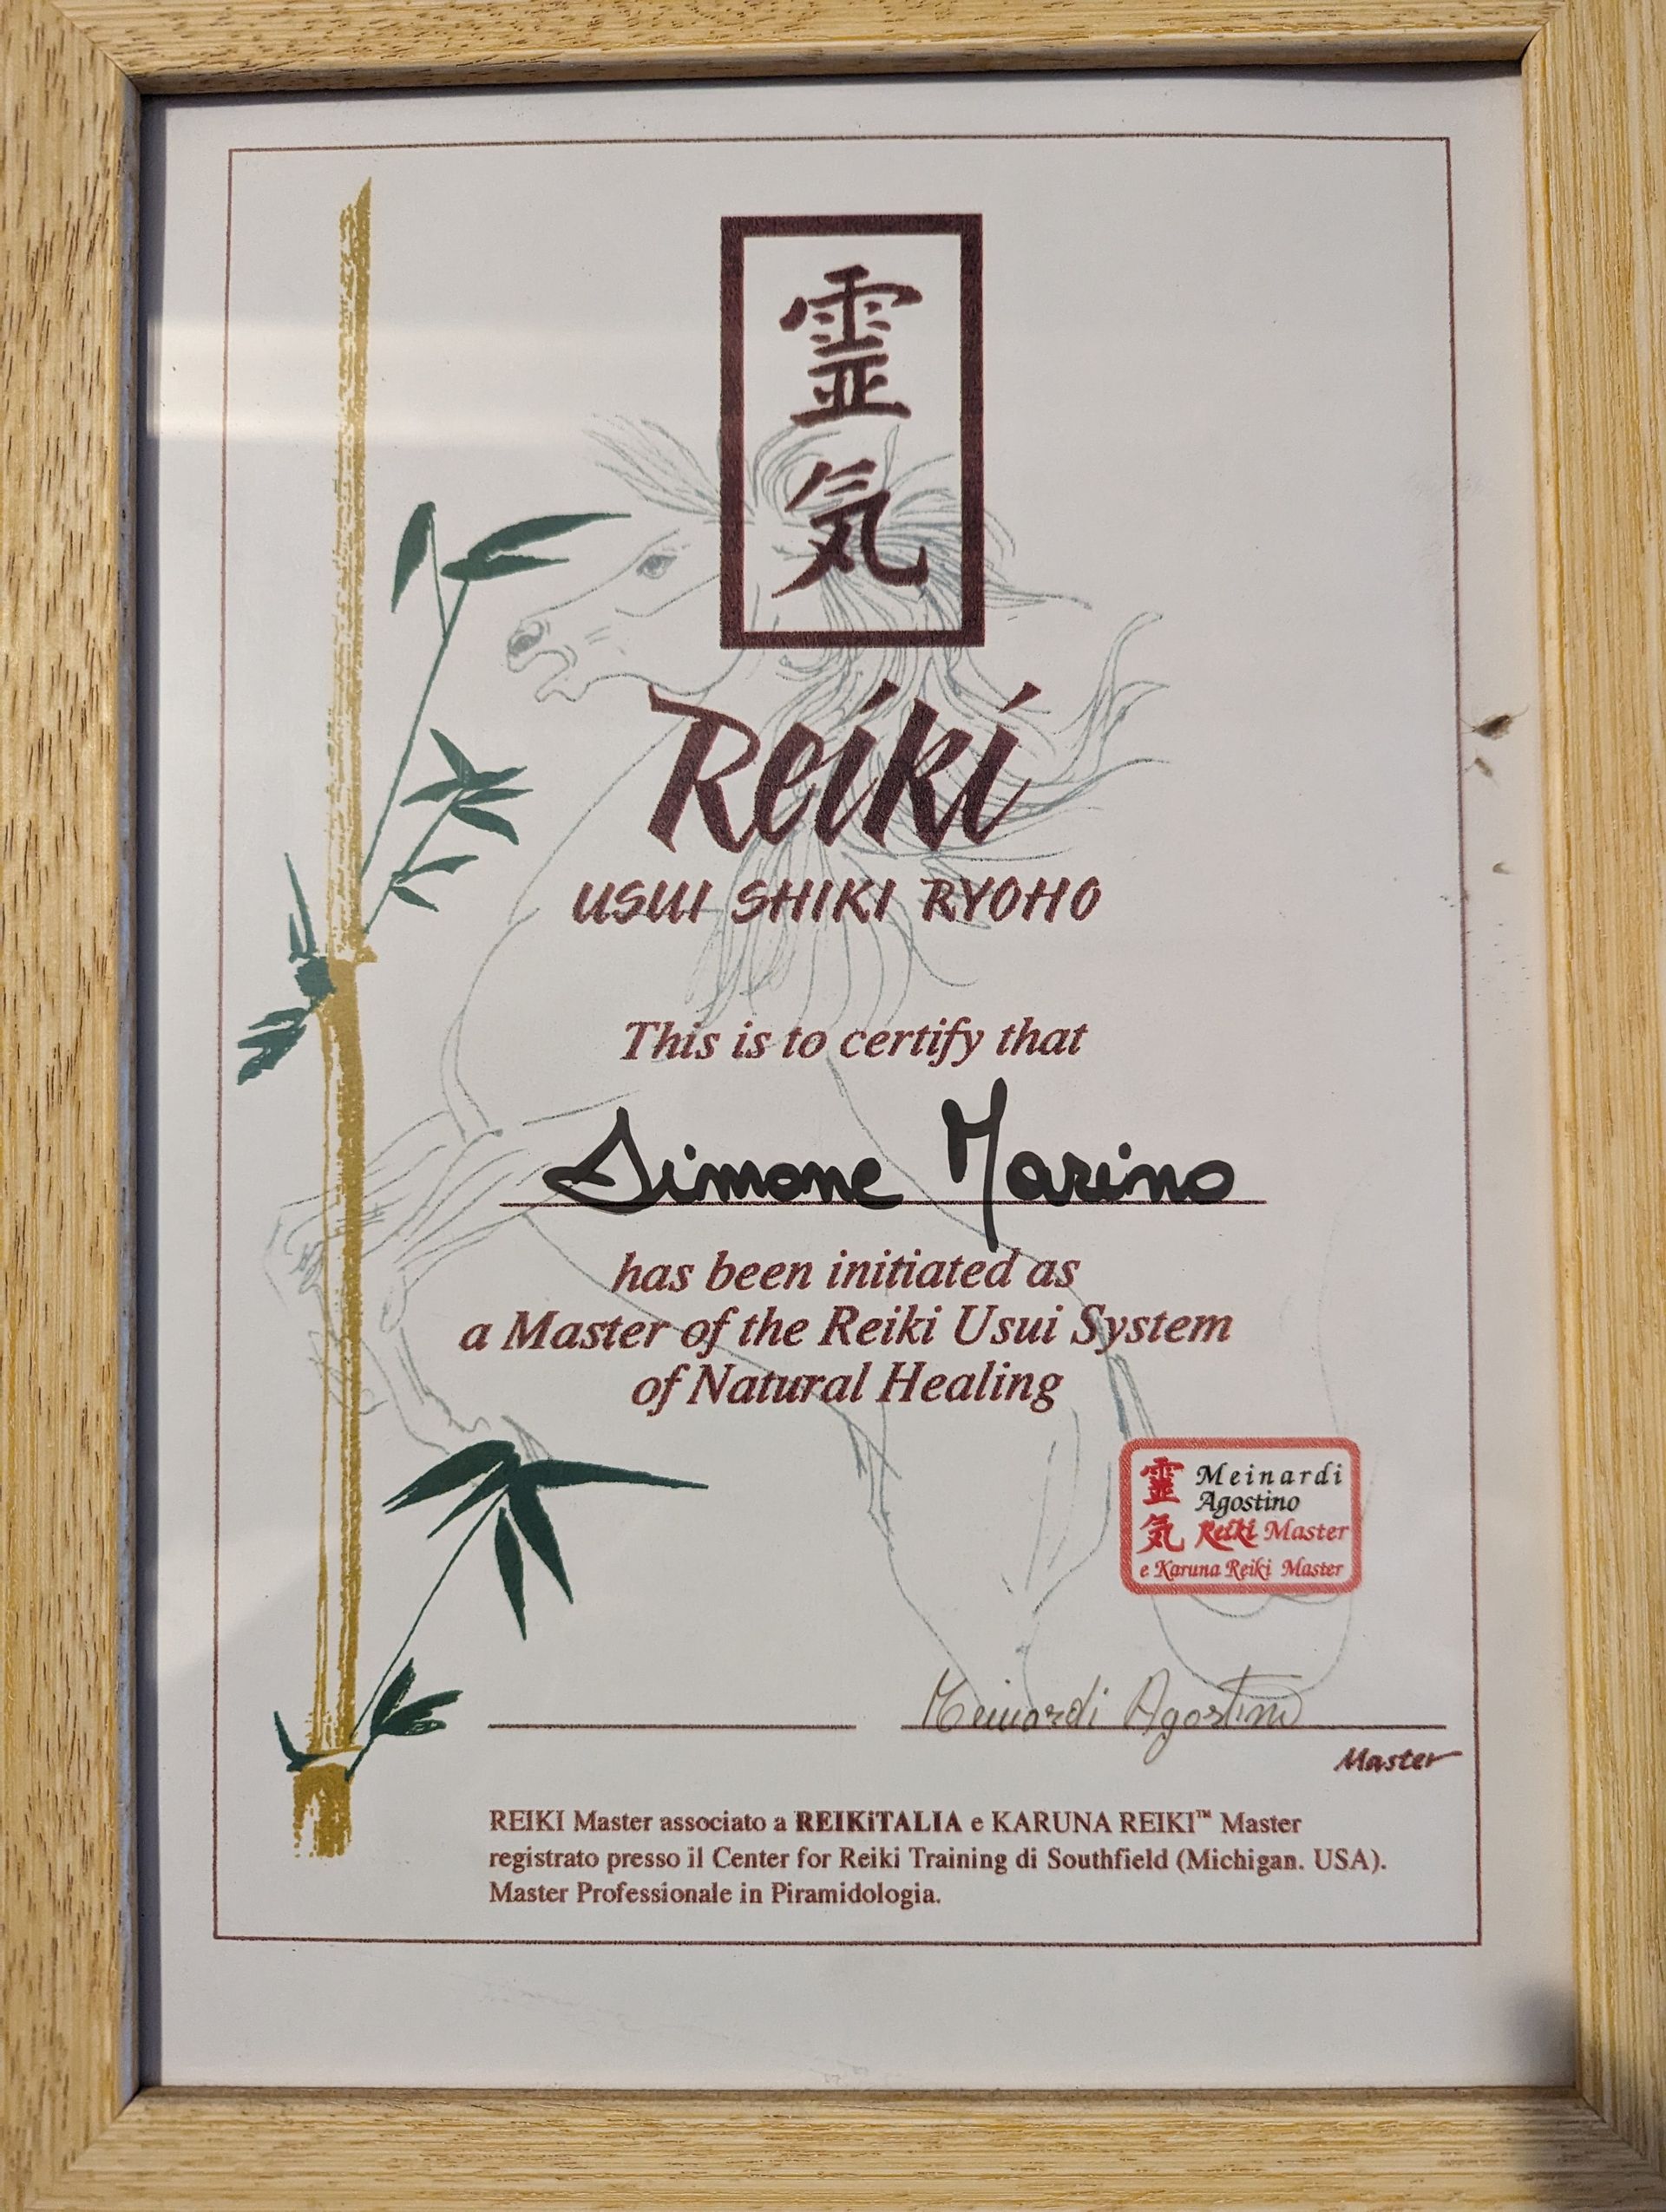 靈
気
Reiki
USUI SHIKI RYOHO
This is to certify that
Simone Marino
has been initiated as
a Master of the Reiki Usui System
of Natural Healing
靈 Meinardi
Agostino
気 Reiki Master
e Karuna Reiki Master
Meinardi Agostino
Master
REIKI Master associato a REIKiTALIA e KARUNA REIKI™ Master
registrato presso il Center for Reiki Training di Southfield (Michigan. USA).
Master Professionale in Piramidologia.